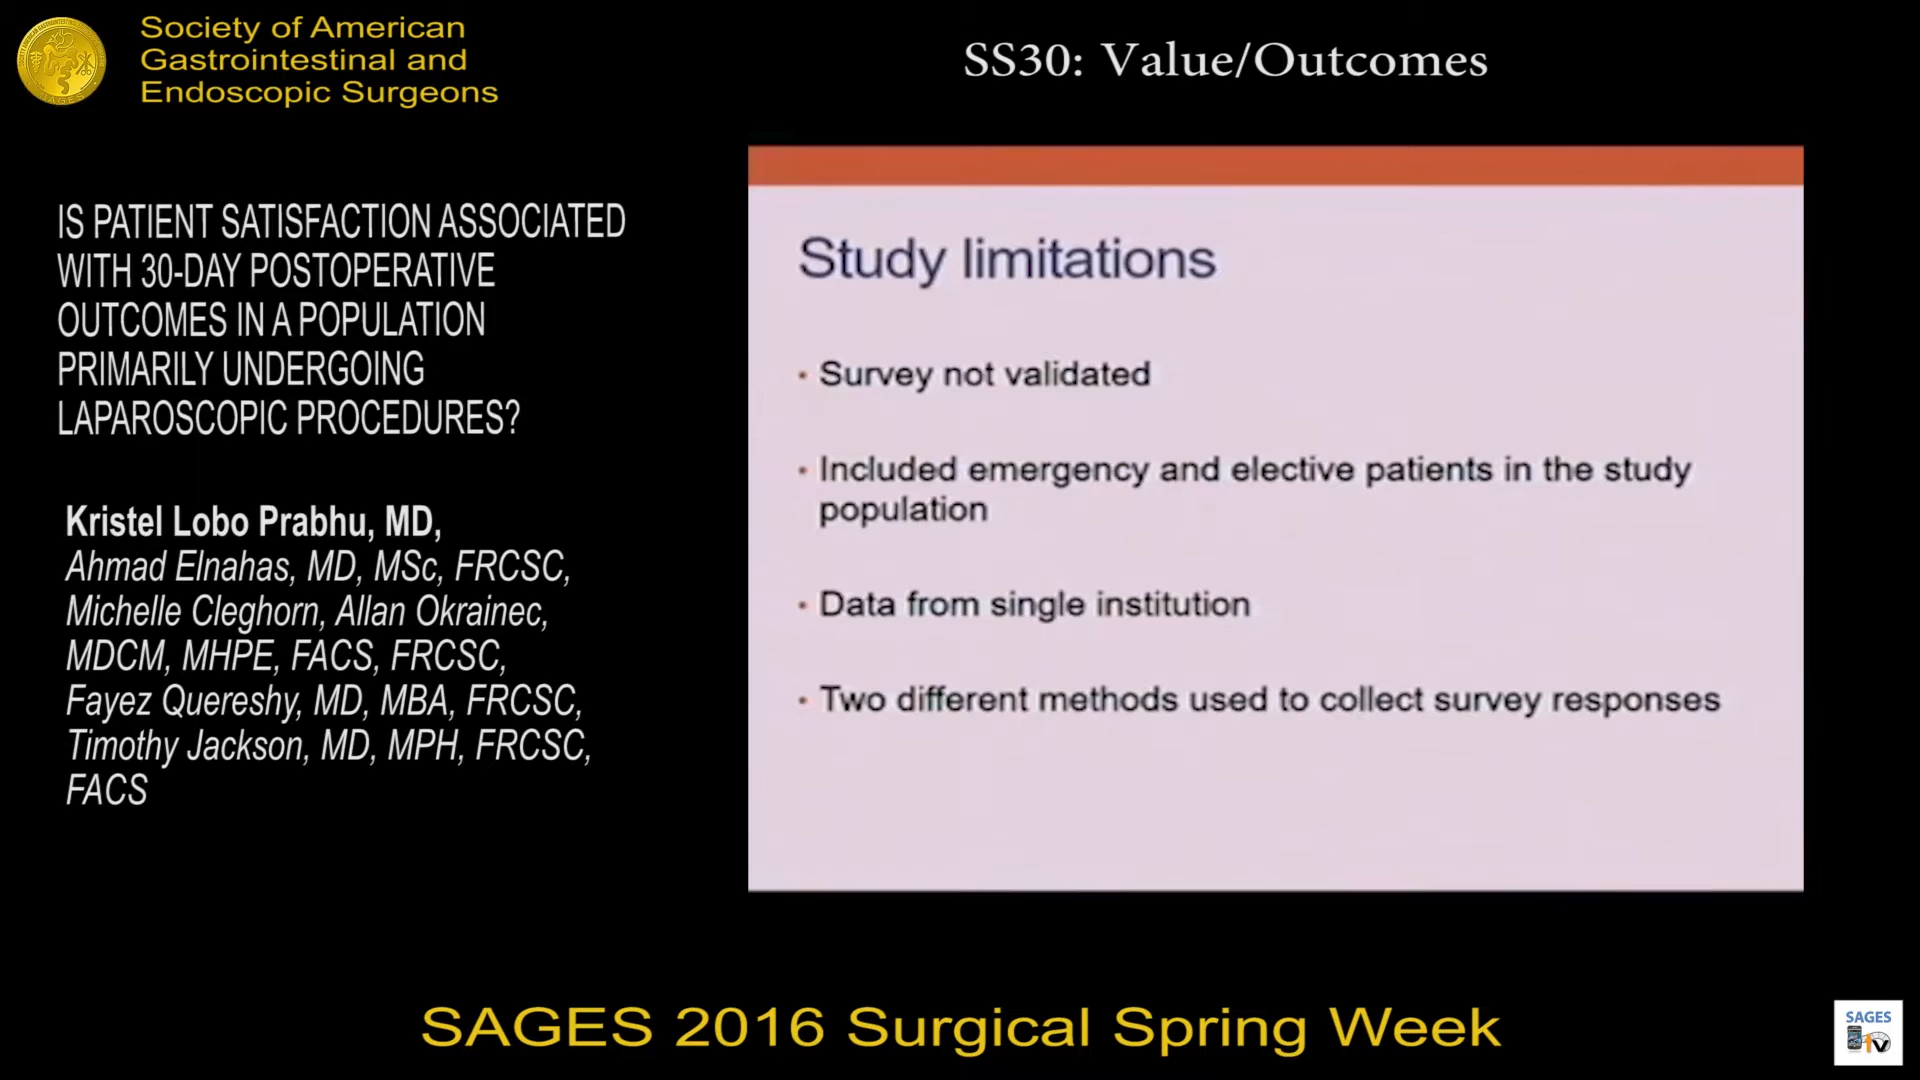 Society of American
Gastrointestinal and
Endoscopic Surgeons
SS30: Value/Outcomes
IS PATIENT SATISFACTION ASSOCIATED
WITH 30-DAY POSTOPERATIVE
OUTCOMES IN A POPULATION
PRIMARILY UNDERGOING
LAPAROSCOPIC PROCEDURES?
Kristel Lobo Prabhu, MD,
Ahmad Elnahas, MD, MSc, FRCSC,
Michelle Cleghorn, Allan Okrainec,
MDCM, MHPE, FACS, FRCSC,
Fayez Quereshy, MD, MBA, FRCSC,
Timothy Jackson, MD, MPH, FRCSC,
FACS
Study limitations
• Survey not validated
• Included emergency and elective patients in the study
population
• Data from single institution
• Two different methods used to collect survey responses
SAGES 2016 Surgical Spring Week
SAGES
TV